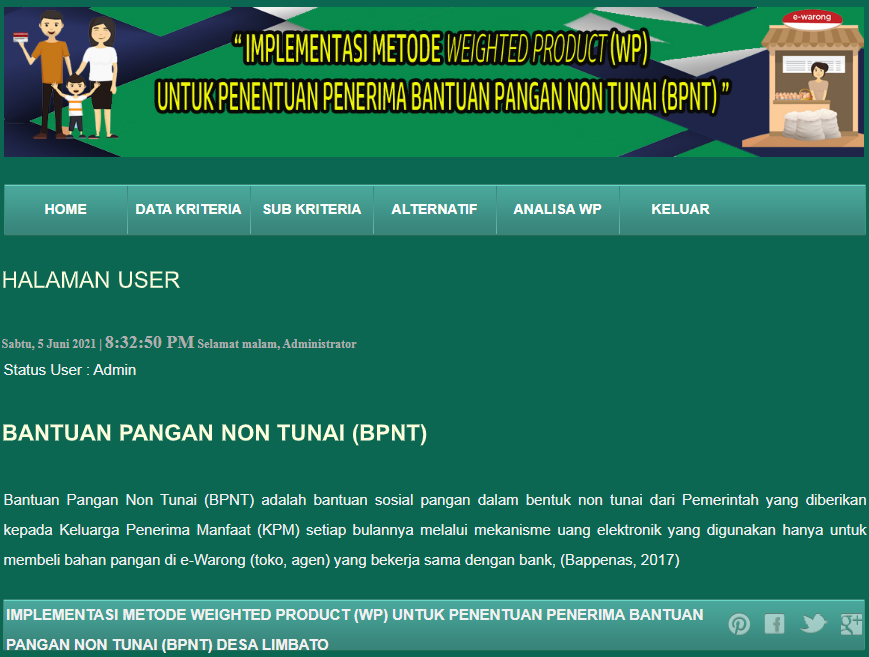 e-warong
“ IMPLEMENTASI METODE WEIGHTED PRODUCT (WP)
UNTUK PENENTUAN PENERIMA BANTUAN PANGAN NON TUNAI (BPNT) ”
HOME DATA KRITERIA SUB KRITERIA ALTERNATIF ANALISA WP KELUAR
HALAMAN USER
Sabtu, 5 Juni 2021 | 8:32:50 PM Selamat malam, Administrator
Status User : Admin
BANTUAN PANGAN NON TUNAI (BPNT)
Bantuan Pangan Non Tunai (BPNT) adalah bantuan sosial pangan dalam bentuk non tunai dari Pemerintah yang diberikan
kepada Keluarga Penerima Manfaat (KPM) setiap bulannya melalui mekanisme uang elektronik yang digunakan hanya untuk
membeli bahan pangan di e-Warong (toko, agen) yang bekerja sama dengan bank, (Bappenas, 2017)
IMPLEMENTASI METODE WEIGHTED PRODUCT (WP) UNTUK PENENTUAN PENERIMA BANTUAN
PANGAN NON TUNAI (BPNT) DESA LIMBATO